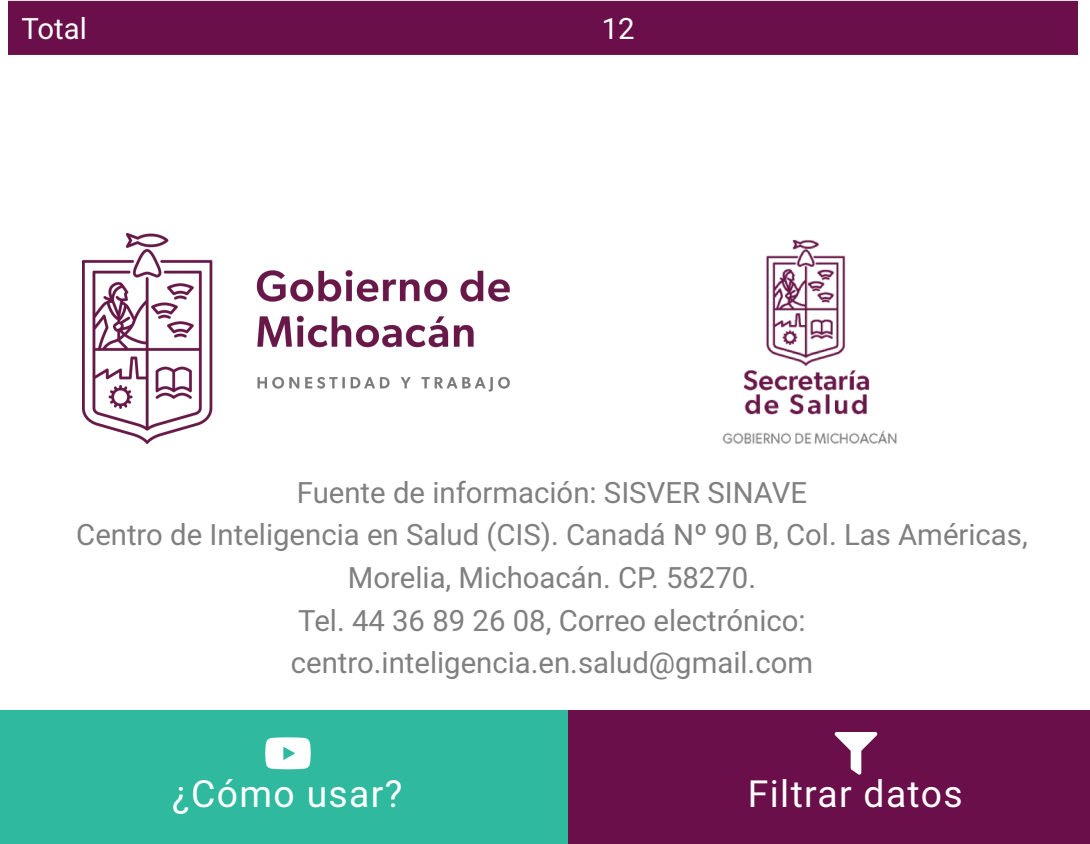 Total 12
Gobierno de
Michoacán
HONESTIDAD Y TRABAJO
Secretaría
de Salud
GOBIERNO DE MICHOACÁN
Fuente de información: SISVER SINAVE
Centro de Inteligencia en Salud (CIS). Canadá Nº 90 B, Col. Las Américas,
Morelia, Michoacán. CP. 58270.
Tel. 44 36 89 26 08, Correo electrónico:
centro.inteligencia.en.salud@gmail.com
¿Cómo usar?
Filtrar datos